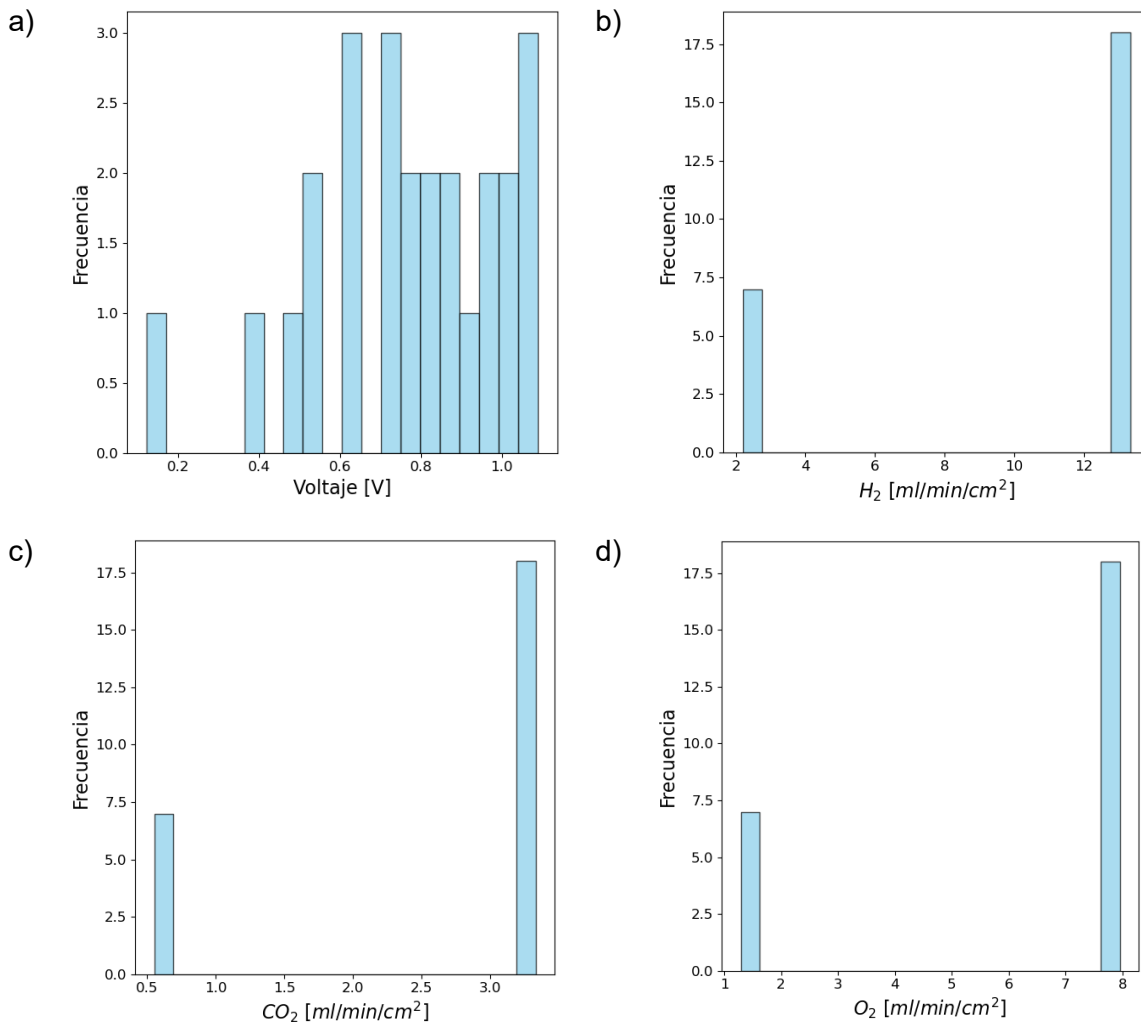 a)
3.0
2.5
2.0
1.5
1.0
0.5
0.0
Frecuencia
0.2 0.4 0.6 0.8 1.0
Voltaje [V]
b)
17.5
15.0
12.5
10.0
7.5
5.0
2.5
0.0
Frecuencia
2 4 6 8 10 12
H₂ [ml/min/cm²]
c)
17.5
15.0
12.5
10.0
7.5
5.0
2.5
0.0
Frecuencia
0.5 1.0 1.5 2.0 2.5 3.0
CO₂ [ml/min/cm²]
d)
17.5
15.0
12.5
10.0
7.5
5.0
2.5
0.0
Frecuencia
1 2 3 4 5 6 7 8
O₂ [ml/min/cm²]